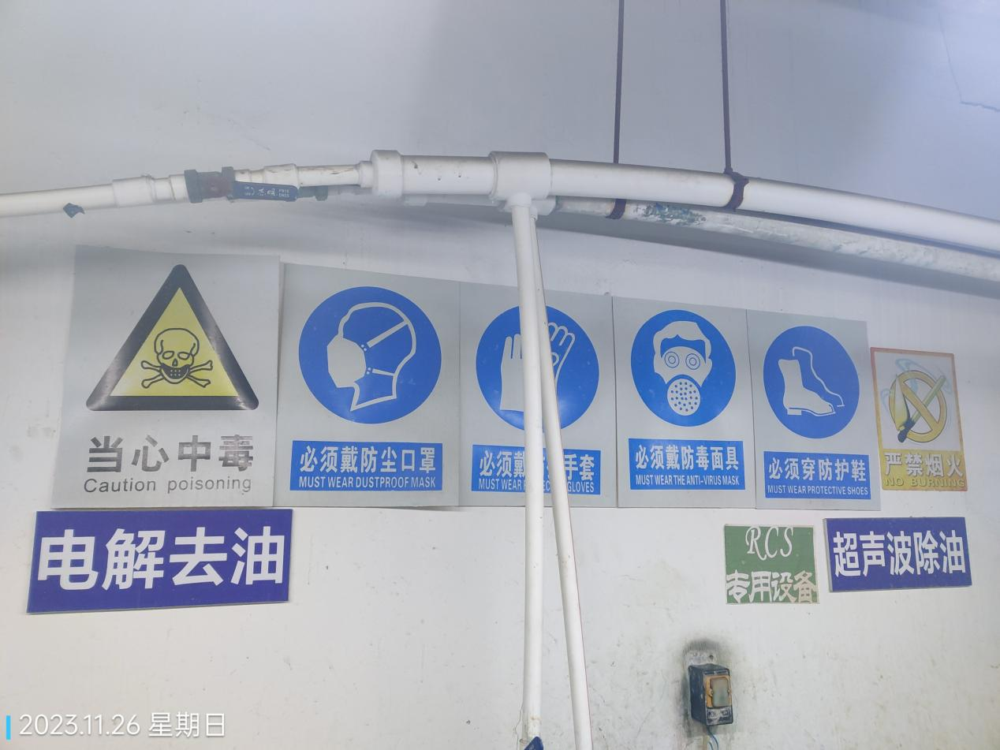 当心中毒
Caution poisoning
必须戴防尘口罩
MUST WEAR DUSTPROOF MASK
必须戴 手套
MUST WEAR GLOVES
必须戴防毒面具
MUST WEAR THE ANTI-VIRUS MASK
必须穿防护鞋
MUST WEAR PROTECTIVE SHOES
严禁烟火
NO BURNING
电解去油
RCS
专用设备
超声波除油
2023.11.26 星期日